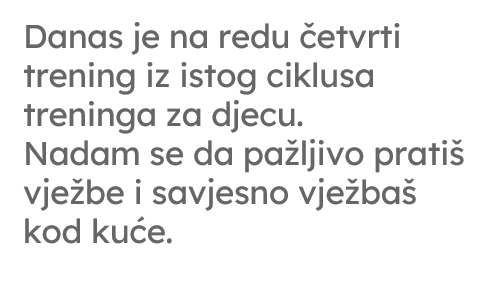 Danas je na redu četvrti
trening iz istog ciklusa
treninga za djecu.
Nadam se da pažljivo pratiš
vježbe i savjesno vježbaš
kod kuće.